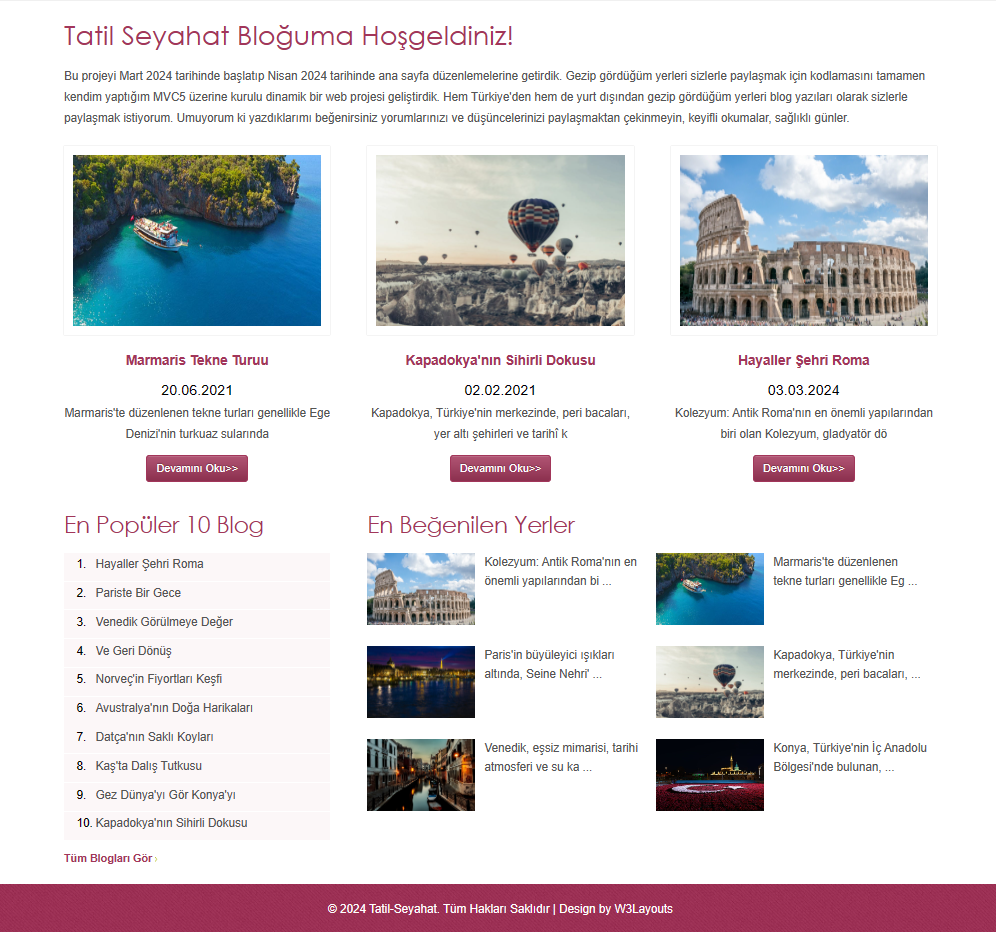 Tatil Seyahat Bloğuma Hoşgeldiniz!
Bu projeyi Mart 2024 tarihinde başlatıp Nisan 2024 tarihinde ana sayfa düzenlemelerine getirdik. Gezip gördüğüm yerleri sizlerle paylaşmak için kodlamasını tamamen
kendim yaptığım MVC5 üzerine kurulu dinamik bir web projesi geliştirdik. Hem Türkiye'den hem de yurt dışından gezip gördüğüm yerleri blog yazıları olarak sizlerle
paylaşmak istiyorum. Umuyorum ki yazdıklarımı beğenirsiniz yorumlarınızı ve düşüncelerinizi paylaşmaktan çekinmeyin, keyifli okumalar, sağlıklı günler.
Marmaris Tekne Turuu
20.06.2021
Marmaris'te düzenlenen tekne turları genellikle Ege
Denizi'nin turkuaz sularında
Devamını Oku>>
Kapadokya'nın Sihirli Dokusu
02.02.2021
Kapadokya, Türkiye'nin merkezinde, peri bacaları,
yer altı şehirleri ve tarihî k
Devamını Oku>>
Hayaller Şehri Roma
03.03.2024
Kolezyum: Antik Roma'nın en önemli yapılarından
biri olan Kolezyum, gladyatör dö
Devamını Oku>>
En Popüler 10 Blog
1. Hayaller Şehri Roma
2. Pariste Bir Gece
3. Venedik Görülmeye Değer
4. Ve Geri Dönüş
5. Norveç'in Fiyortları Keşfi
6. Avustralya'nın Doğa Harikaları
7. Datça'nın Saklı Koyları
8. Kaş'ta Dalış Tutkusu
9. Gez Dünya'yı Gör Konya'yı
10. Kapadokya'nın Sihirli Dokusu
Tüm Blogları Gör ›
En Beğenilen Yerler
Kolezyum: Antik Roma'nın en
önemli yapılarından bi ...
Marmaris'te düzenlenen
tekne turları genellikle Eg ...
Paris'in büyüleyici ışıkları
altında, Seine Nehri' ...
Kapadokya, Türkiye'nin
merkezinde, peri bacaları, ...
Venedik, eşsiz mimarisi, tarihi
atmosferi ve su ka ...
Konya, Türkiye'nin İç Anadolu
Bölgesi'nde bulunan, ...
© 2024 Tatil-Seyahat. Tüm Hakları Saklıdır | Design by W3Layouts